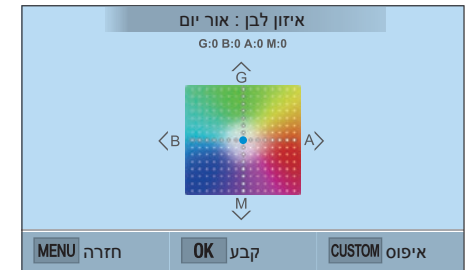 איזון לבן : אור יום
G:0 B:0 A:0 M:0
G
B A
M
איפוס CUSTOM קבע OK חזרה MENU